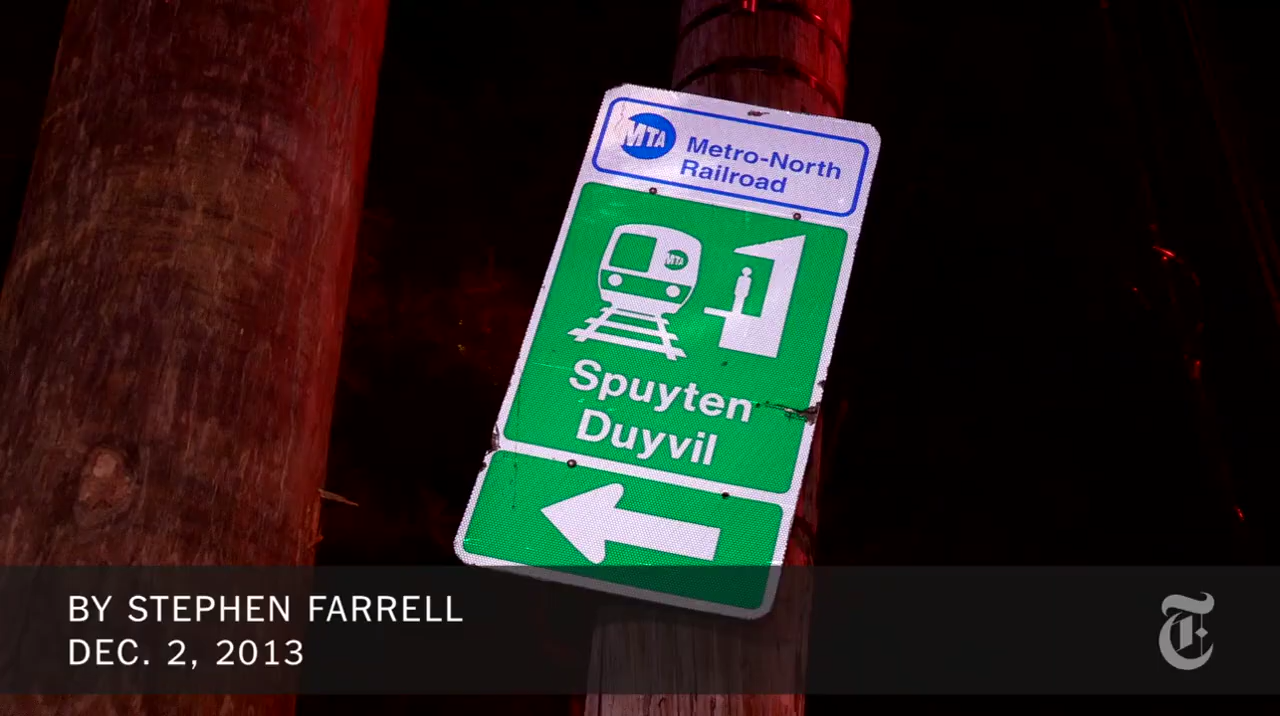 MTA
Metro-North
Railroad
MTA
Spuyten
Duyvil
BY STEPHEN FARRELL
DEC. 2, 2013
T